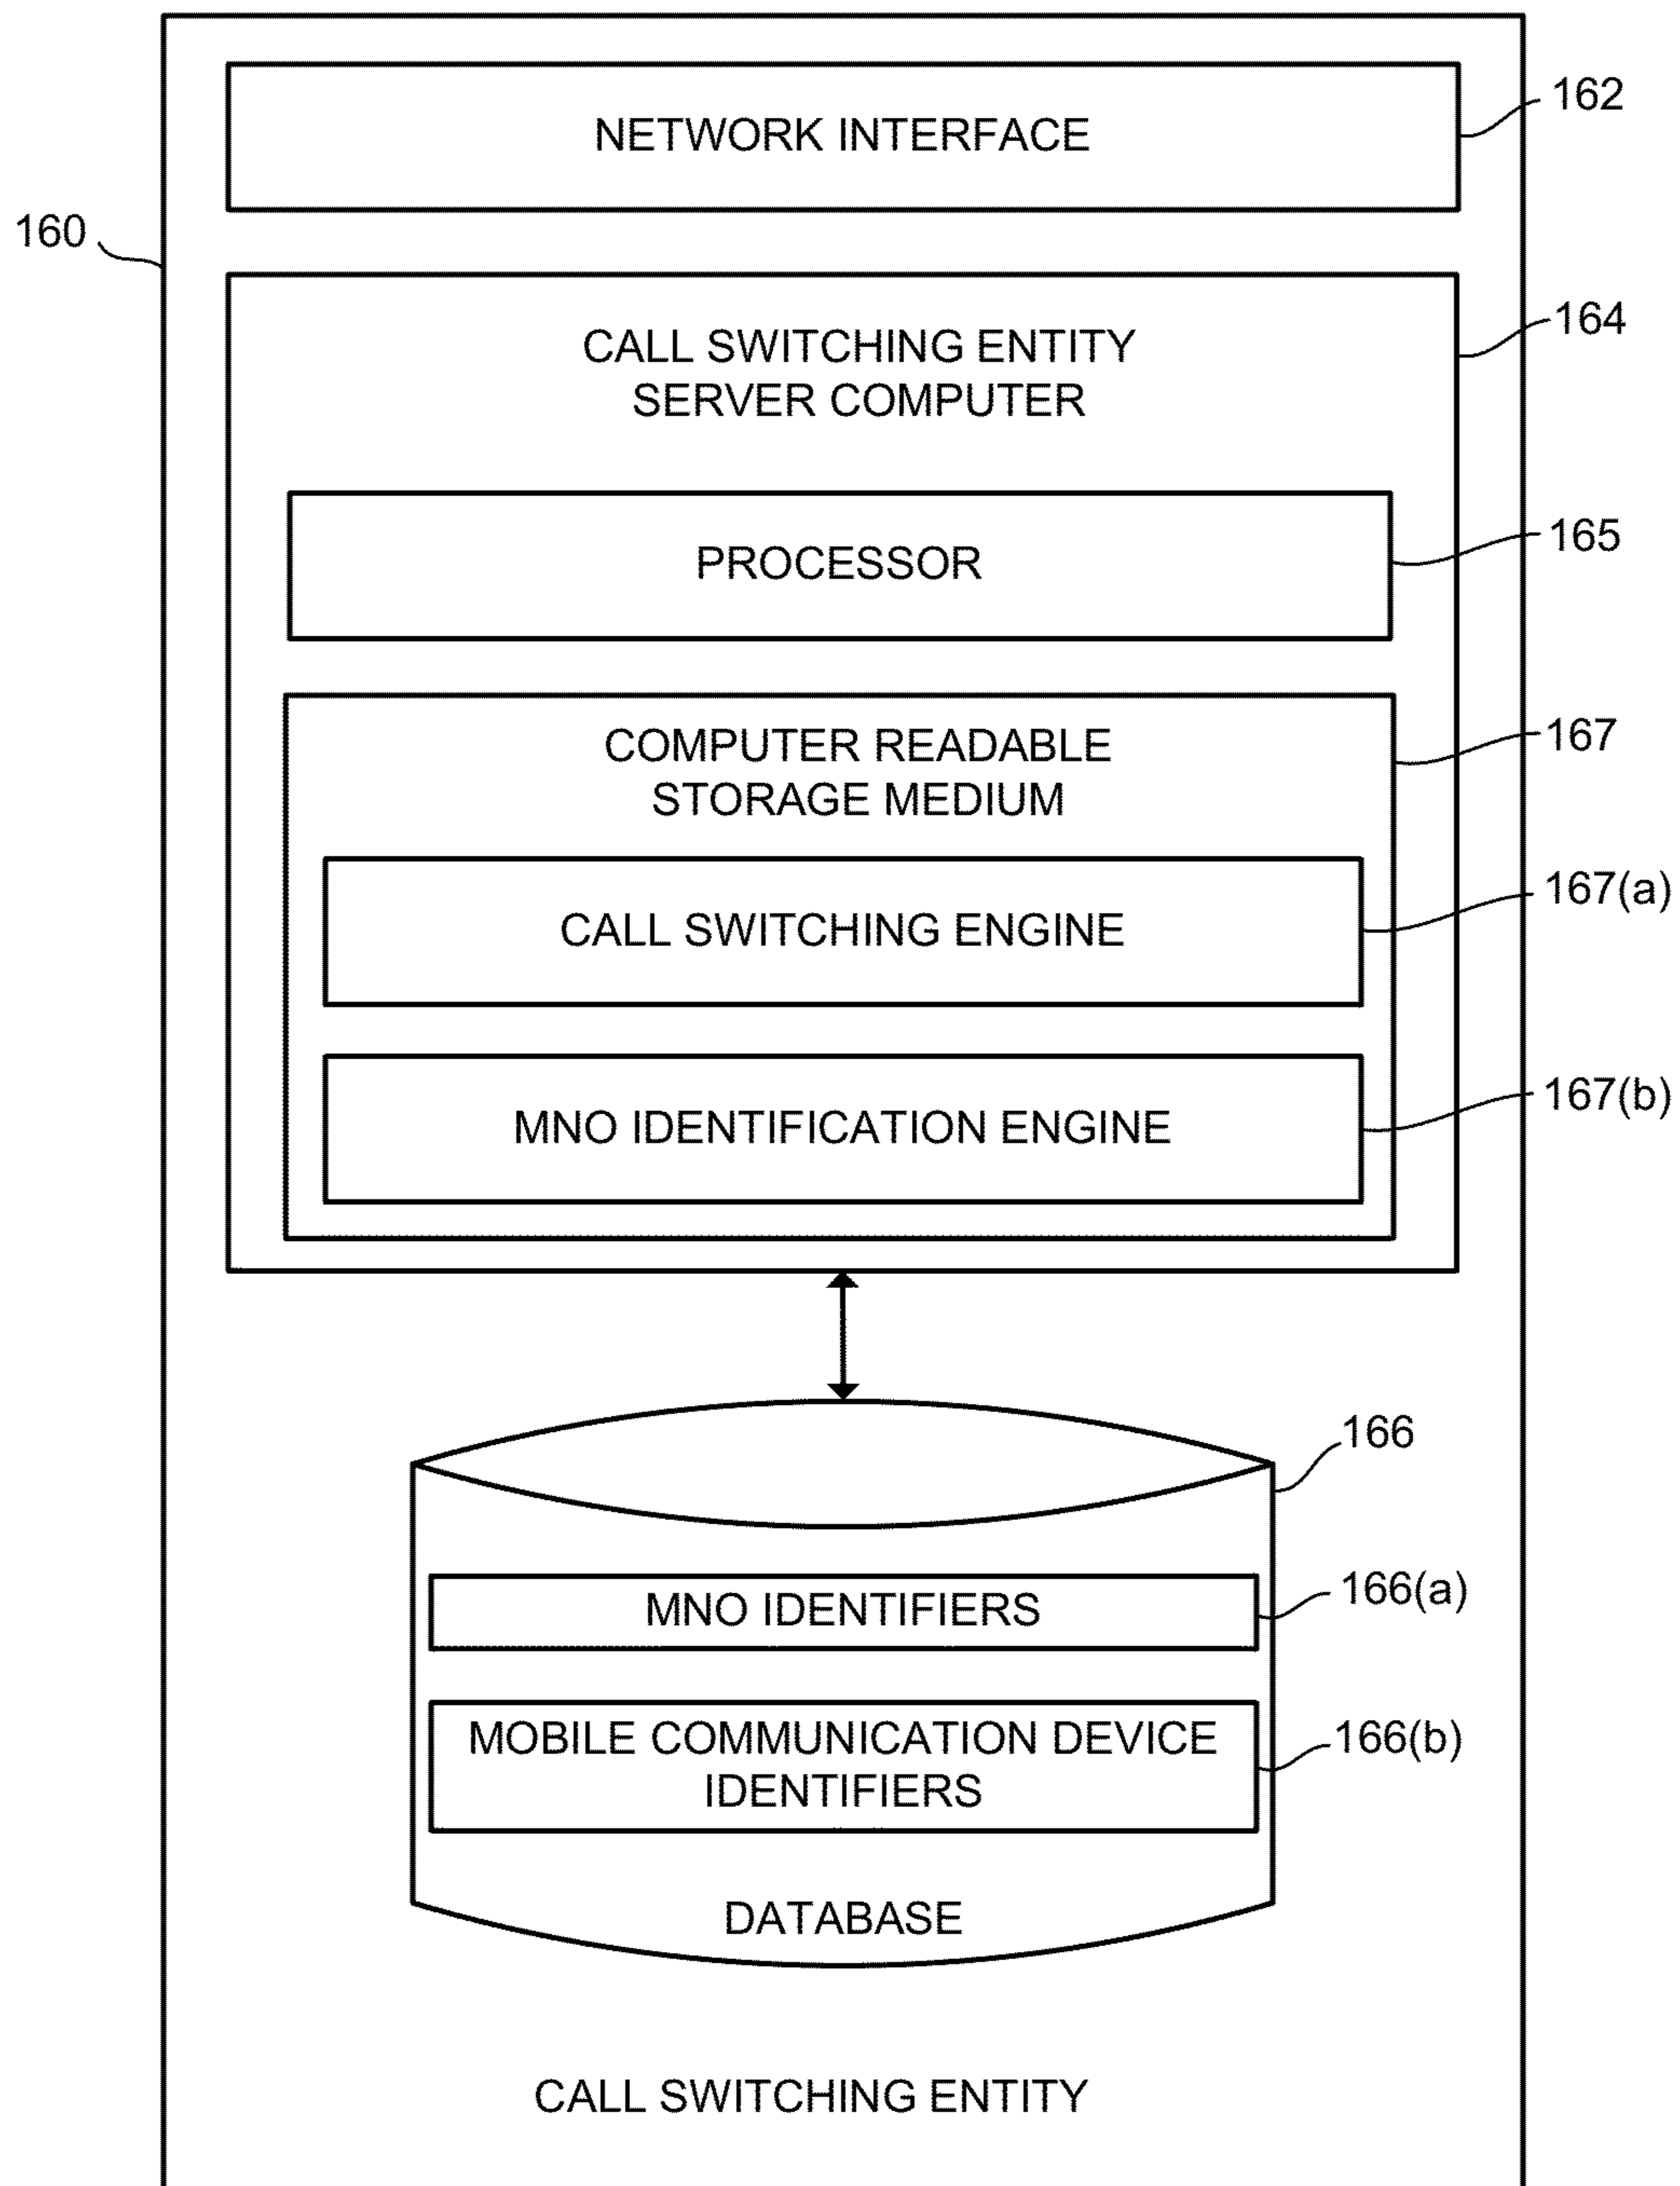 NETWORK INTERFACE
162
160
CALL SWITCHING ENTITY
SERVER COMPUTER
164
PROCESSOR
165
COMPUTER READABLE
STORAGE MEDIUM
167
CALL SWITCHING ENGINE
167(a)
MNO IDENTIFICATION ENGINE
167(b)
166
MNO IDENTIFIERS
166(a)
MOBILE COMMUNICATION DEVICE
IDENTIFIERS
166(b)
DATABASE
CALL SWITCHING ENTITY